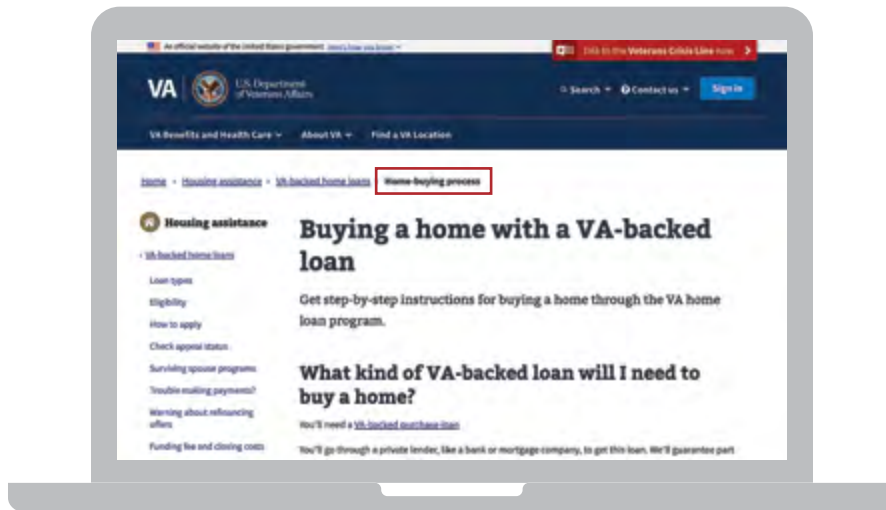 An official website of the United States government Here's how you know
Talk to the Veterans Crisis Line now
VA
U.S. Department
of Veterans Affairs
Search
Contact us
Sign in
VA Benefits and Health Care
About VA
Find a VA Location
Home
Housing assistance
VA-backed home loans
Home-buying process
Housing assistance
VA-backed home loans
Loan types
Eligibility
How to apply
Check appeal status
Surviving spouse programs
Trouble making payments?
Warning about refinancing
offers
Funding fee and closing costs
Buying a home with a VA-backed
loan
Get step-by-step instructions for buying a home through the VA home
loan program.
What kind of VA-backed loan will I need to
buy a home?
You'll need a VA-backed purchase loan
You'll go through a private lender, like a bank or mortgage company, to get this loan. We'll guarantee part